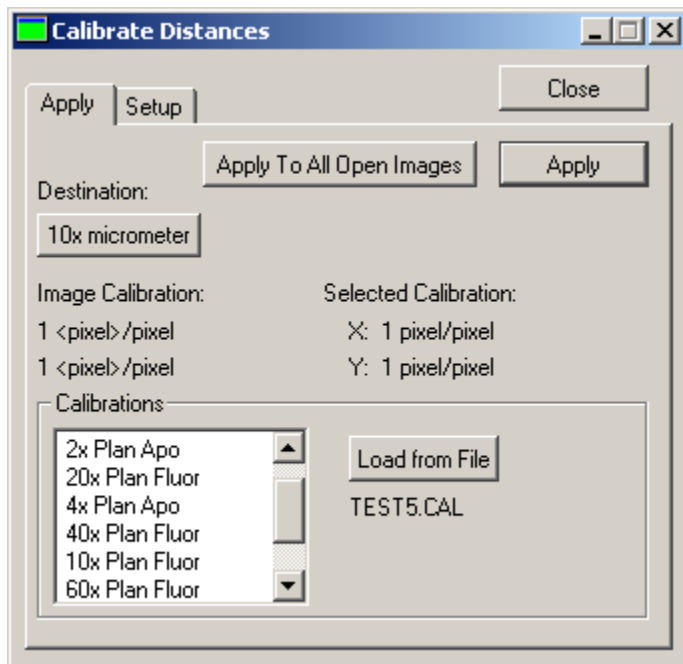 Calibrate Distances
Close
Apply
Setup
Apply To All Open Images
Apply
Destination:
10x micrometer
Image Calibration:
Selected Calibration:
1 <pixel>/pixel
X: 1 pixel/pixel
1 <pixel>/pixel
Y: 1 pixel/pixel
Calibrations
2x Plan Apo
20x Plan Fluor
4x Plan Apo
40x Plan Fluor
10x Plan Fluor
60x Plan Fluor
Load from File
TEST5.CAL